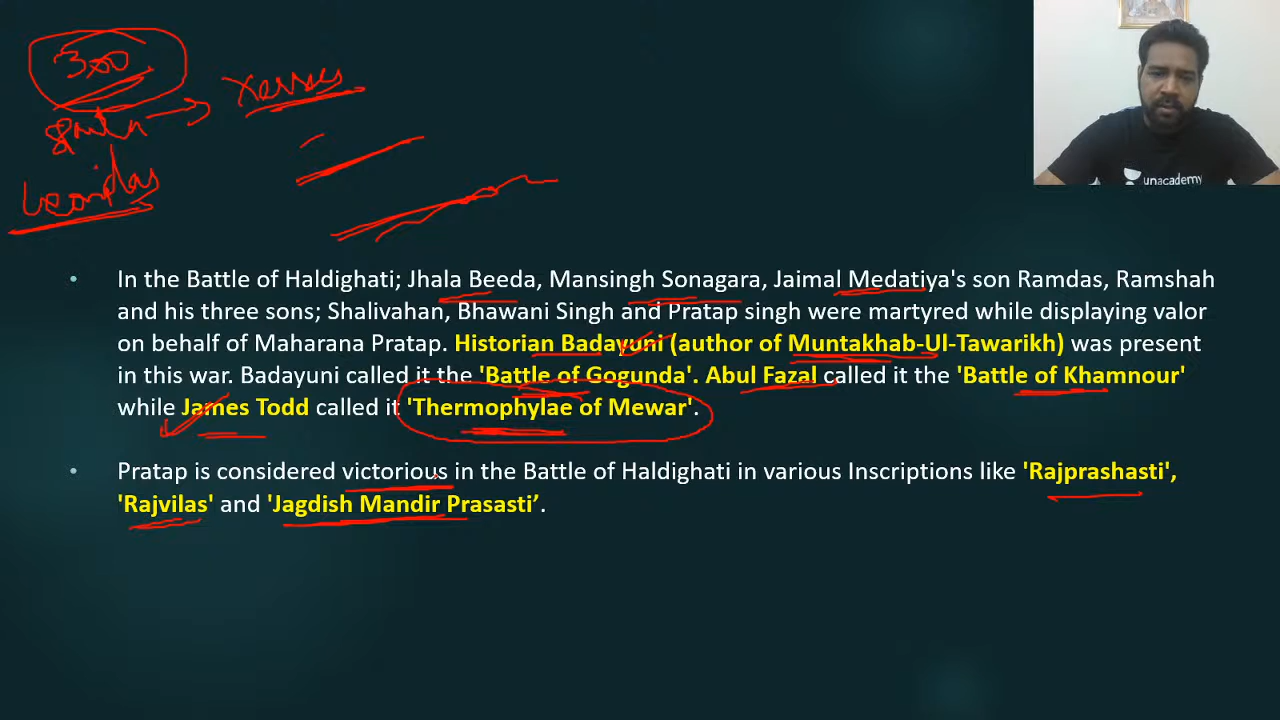 300
Sparta
Xerxes
Leonidas
unacademy
• In the Battle of Haldighati; Jhala Beeda, Mansingh Sonagara, Jaimal Medatiya's son Ramdas, Ramshah
and his three sons; Shalivahan, Bhawani Singh and Pratap singh were martyred while displaying valor
on behalf of Maharana Pratap. Historian Badayuni (author of Muntakhab-Ul-Tawarikh) was present
in this war. Badayuni called it the 'Battle of Gogunda'. Abul Fazal called it the 'Battle of Khamnour'
while James Todd called it 'Thermophylae of Mewar'.
• Pratap is considered victorious in the Battle of Haldighati in various Inscriptions like 'Rajprashasti',
'Rajvilas' and 'Jagdish Mandir Prasasti’.